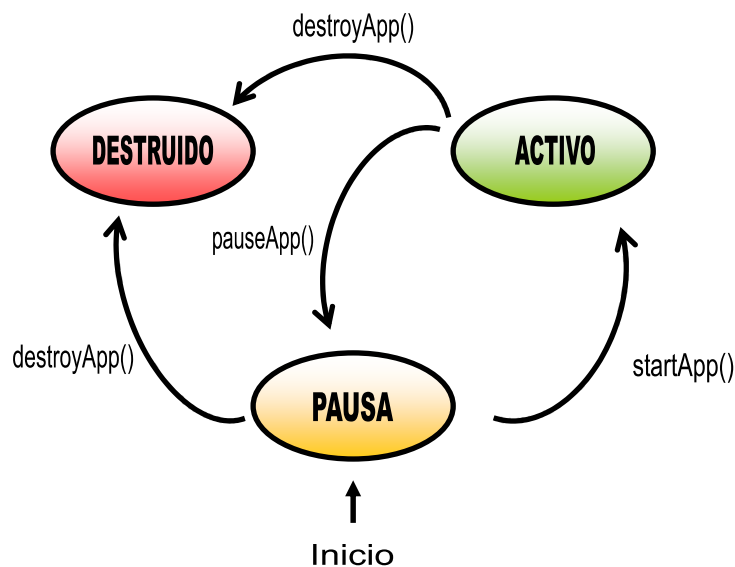 destroyApp()
DESTRUIDO
ACTIVO
pauseApp()
destroyApp()
startApp()
PAUSA
Inicio